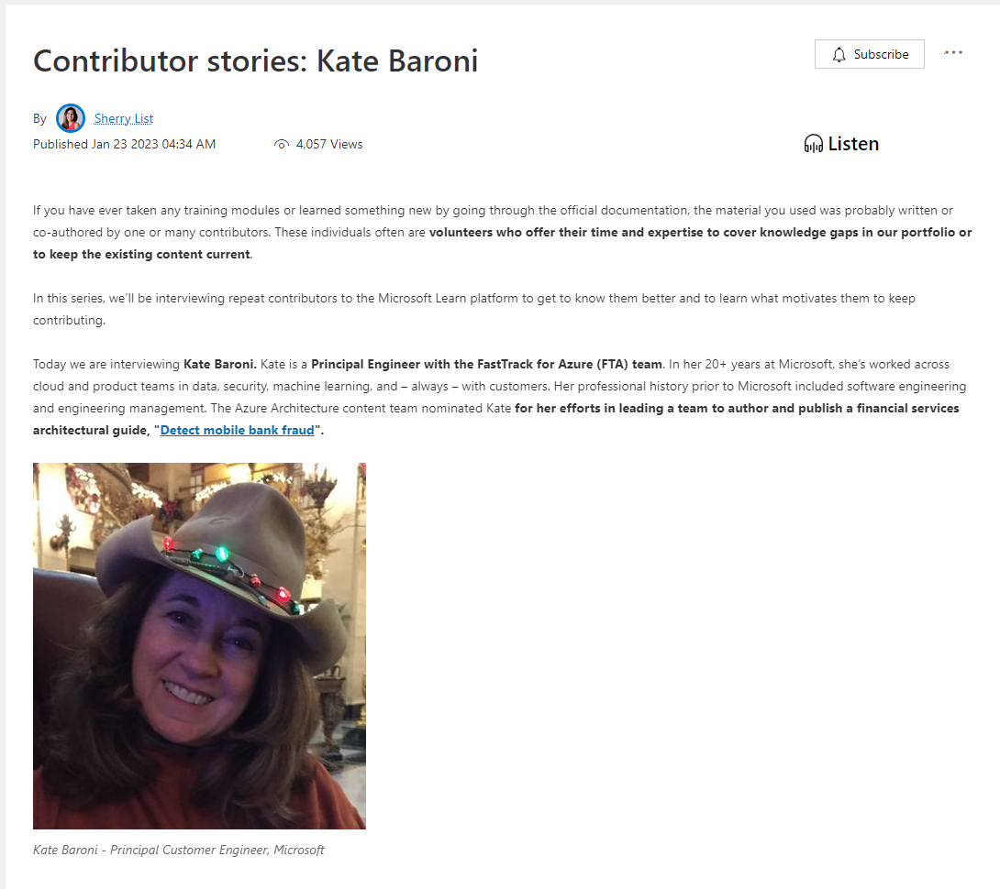 Contributor stories: Kate Baroni
Subscribe
By Sherry List
Published Jan 23 2023 04:34 AM 4,057 Views
Listen
If you have ever taken any training modules or learned something new by going through the official documentation, the material you used was probably written or
co-authored by one or many contributors. These individuals often are volunteers who offer their time and expertise to cover knowledge gaps in our portfolio or
to keep the existing content current.
In this series, we’ll be interviewing repeat contributors to the Microsoft Learn platform to get to know them better and to learn what motivates them to keep
contributing.
Today we are interviewing Kate Baroni. Kate is a Principal Engineer with the FastTrack for Azure (FTA) team. In her 20+ years at Microsoft, she’s worked across
cloud and product teams in data, security, machine learning, and – always – with customers. Her professional history prior to Microsoft included software engineering
and engineering management. The Azure Architecture content team nominated Kate for her efforts in leading a team to author and publish a financial services
architectural guide, "Detect mobile bank fraud".
Kate Baroni - Principal Customer Engineer, Microsoft